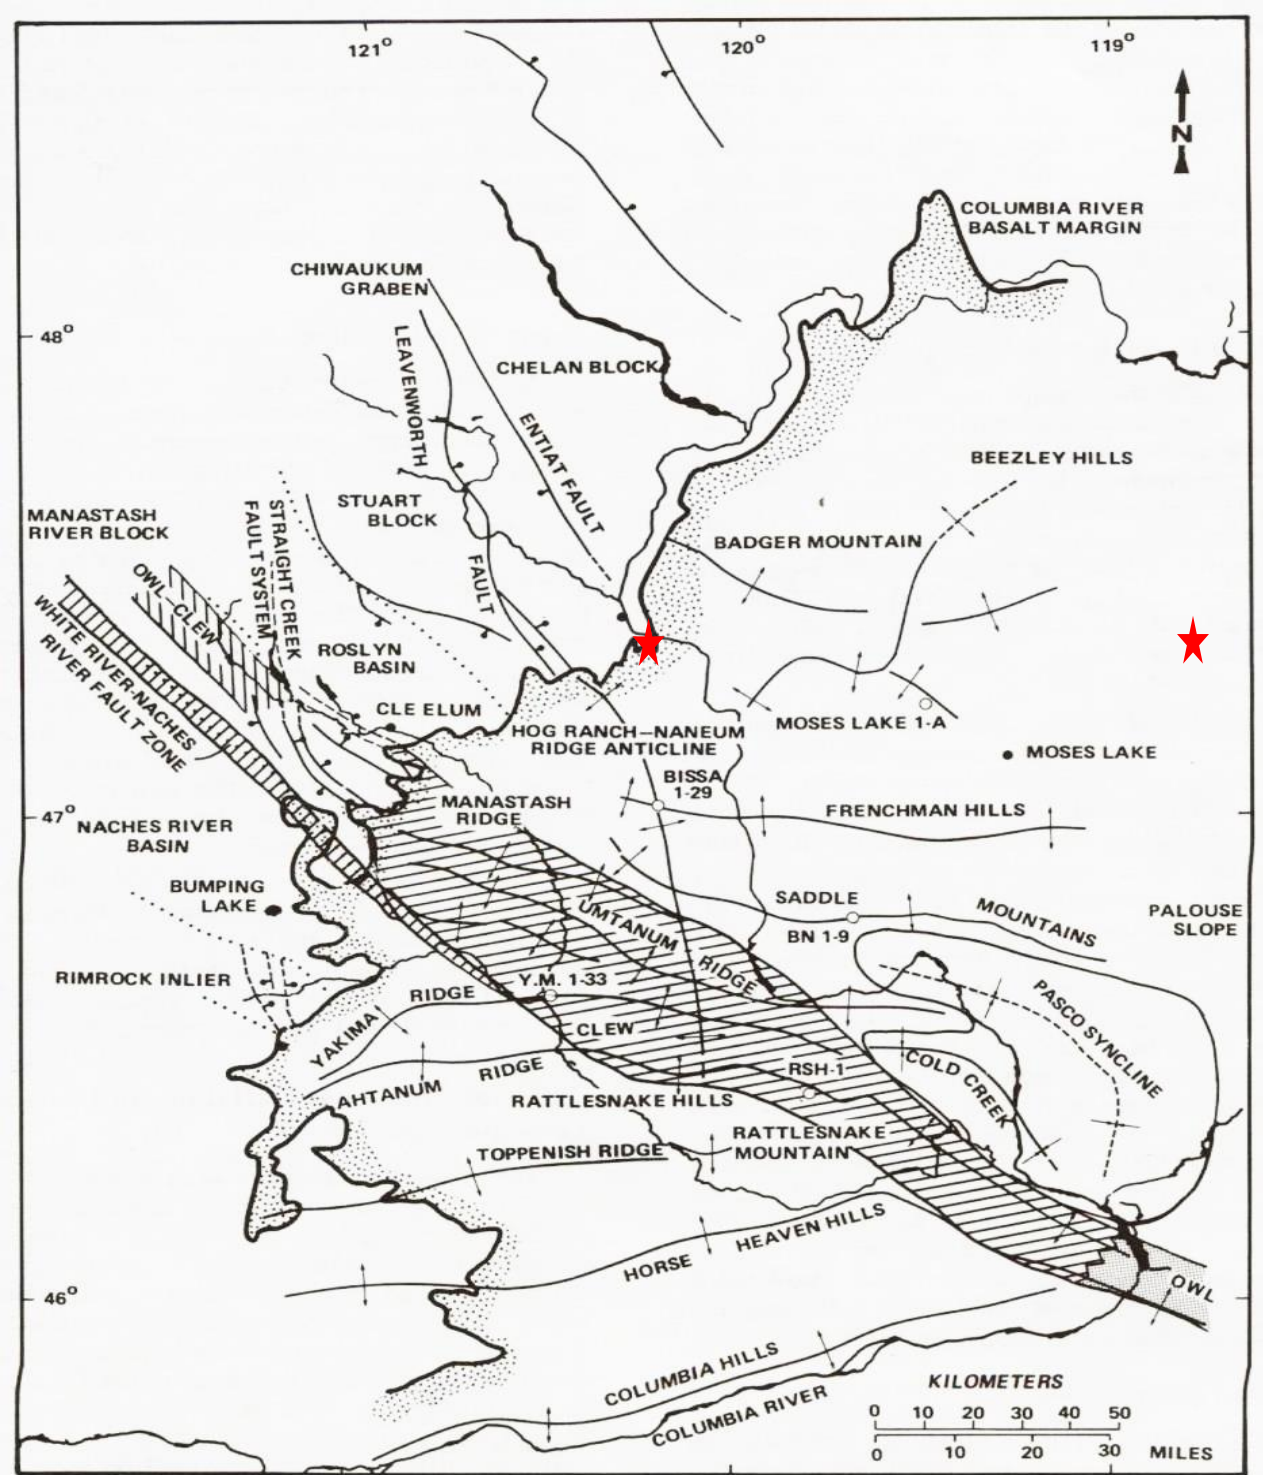 121°
120°
119°
N
COLUMBIA RIVER
BASALT MARGIN
CHIWAUKUM
GRABEN
48°
LEAVENWORTH
FAULT
CHELAN BLOCK
ENTIAT FAULT
BEEZLEY HILLS
STUART
BLOCK
MANASTASH
RIVER BLOCK
STRAIGHT CREEK
FAULT SYSTEM
BADGER MOUNTAIN
OWL-CLEW
WHITE RIVER-NACHES
RIVER FAULT ZONE
ROSLYN
BASIN
CLE ELUM
HOG RANCH-NANEUM
RIDGE ANTICLINE
MOSES LAKE 1-A
MOSES LAKE
BISSA
1-29
47°
MANASTASH
RIDGE
FRENCHMAN HILLS
NACHES RIVER
BASIN
BUMPING
LAKE
SADDLE
MOUNTAINS
BN 1-9
PALOUSE
SLOPE
UMTANUM
RIDGE
RIMROCK INLIER
Y.M. 1-33
YAKIMA
RIDGE
CLEW
PASCO SYNCLINE
COLD CREEK
RSH-1
AHTANUM
RIDGE
RATTLESNAKE HILLS
RATTLESNAKE
MOUNTAIN
TOPPENISH RIDGE
HORSE
HEAVEN HILLS
46°
OWL
COLUMBIA HILLS
COLUMBIA RIVER
KILOMETERS
0 10 20 30 40 50
0 10 20 30 MILES